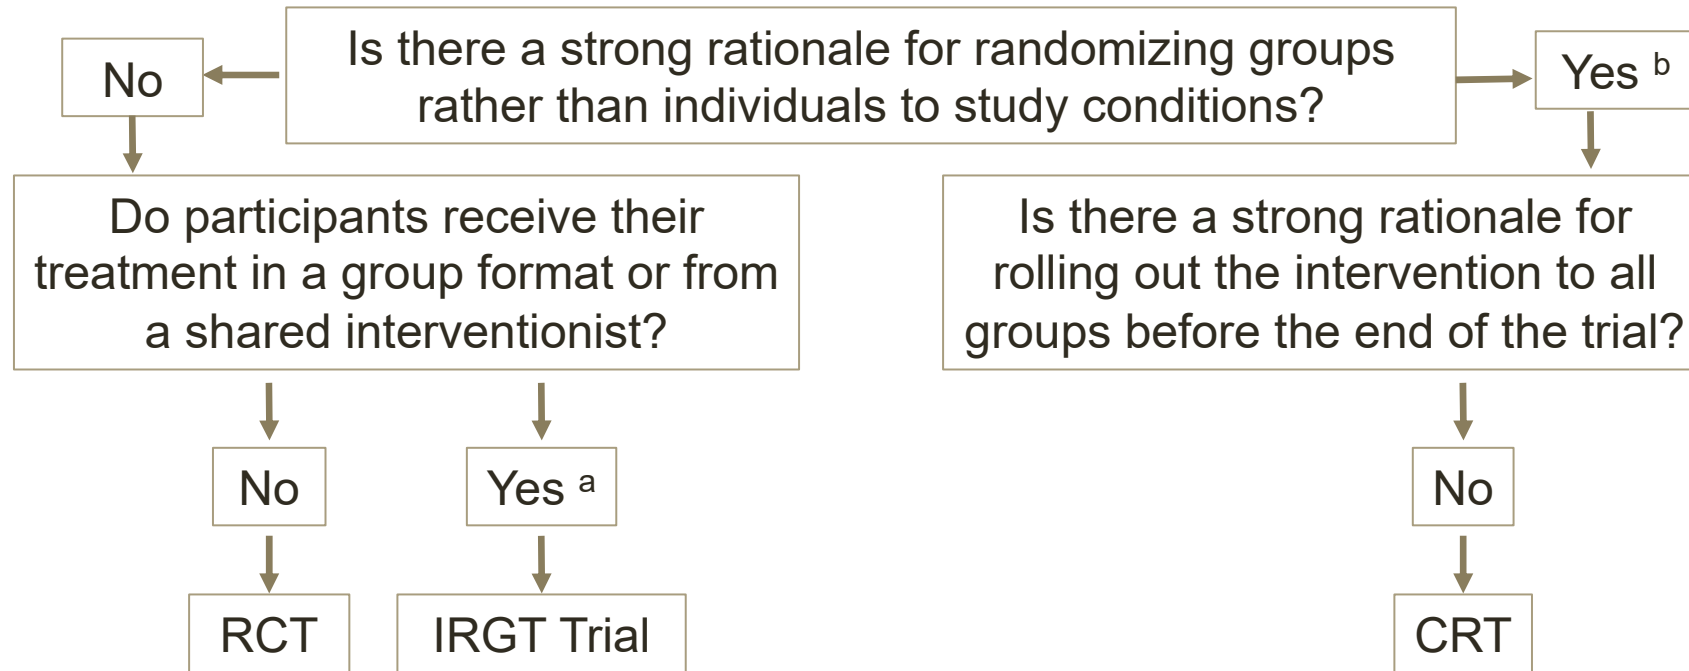 Is there a strong rationale for randomizing groups
rather than individuals to study conditions?
No
Yes ᵇ
Do participants receive their
treatment in a group format or from
a shared interventionist?
Is there a strong rationale for
rolling out the intervention to all
groups before the end of the trial?
No
Yes ᵃ
No
RCT
IRGT Trial
CRT